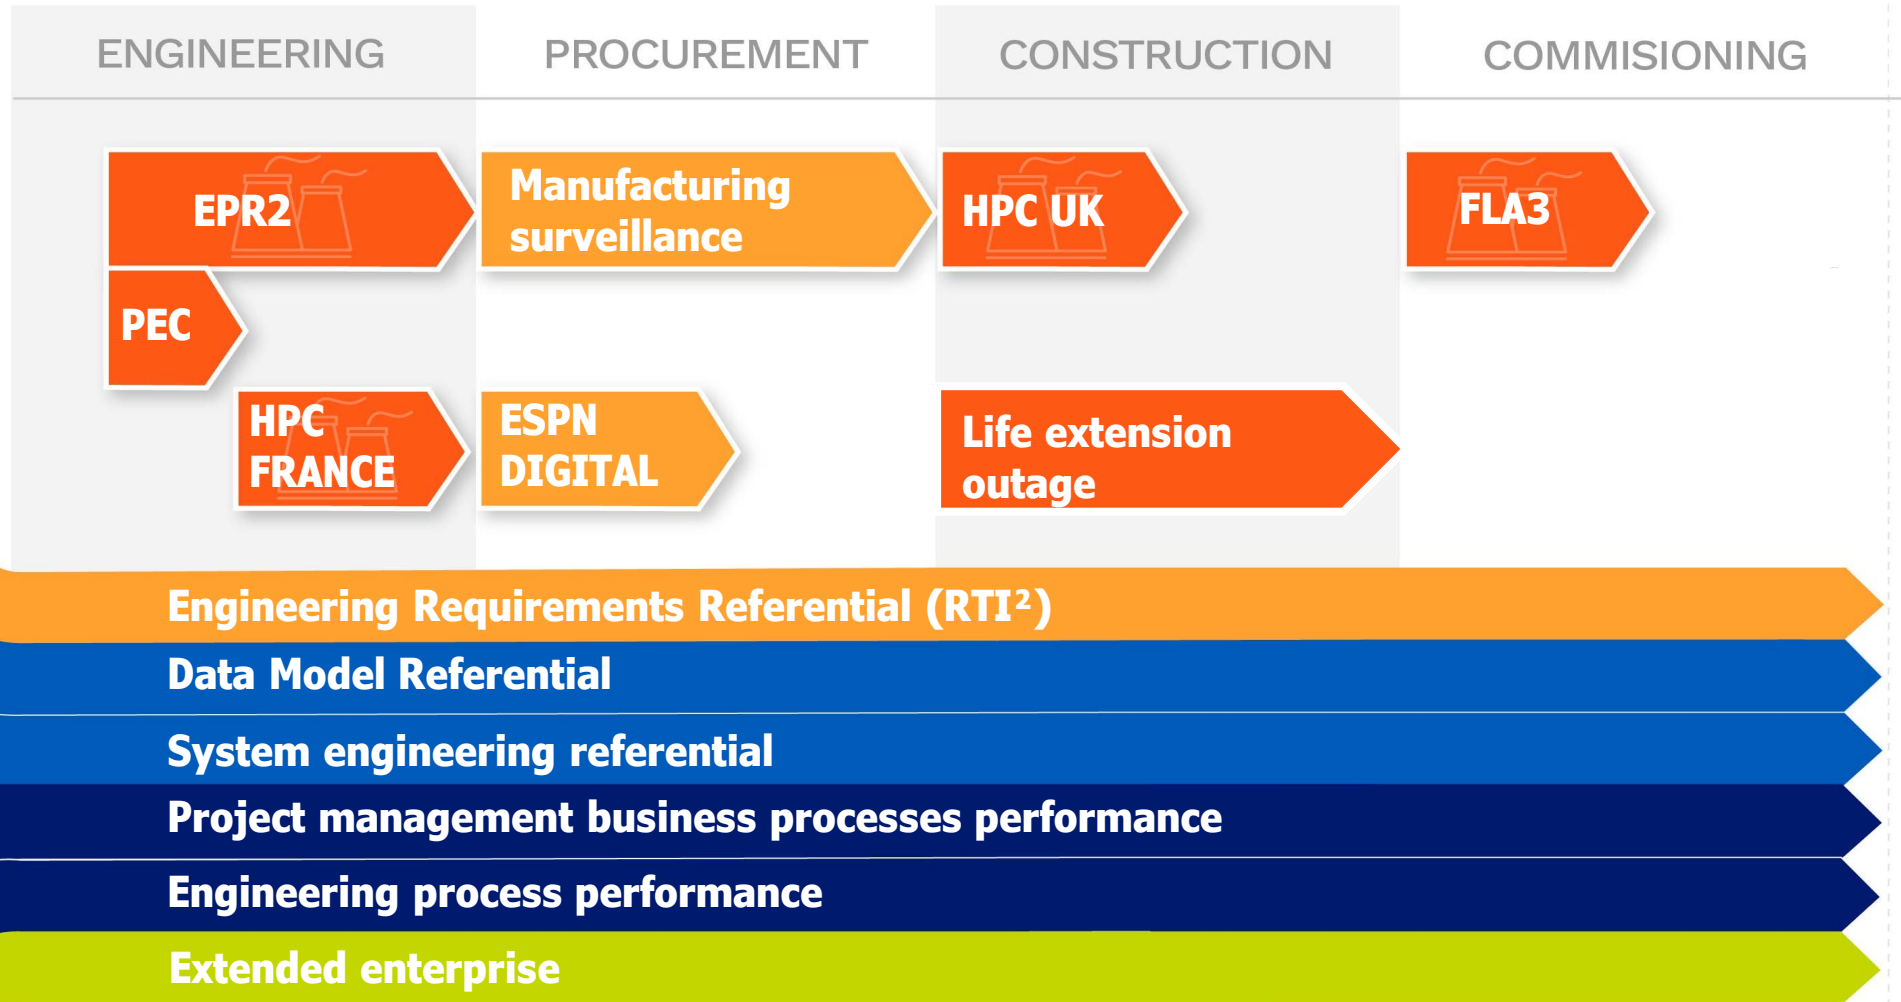 ENGINEERING
PROCUREMENT
CONSTRUCTION
COMMISIONING
EPR2
Manufacturing
surveillance
HPC UK
FLA3
PEC
HPC
FRANCE
ESPN
DIGITAL
Life extension
outage
Engineering Requirements Referential (RTI²)
Data Model Referential
System engineering referential
Project management business processes performance
Engineering process performance
Extended enterprise